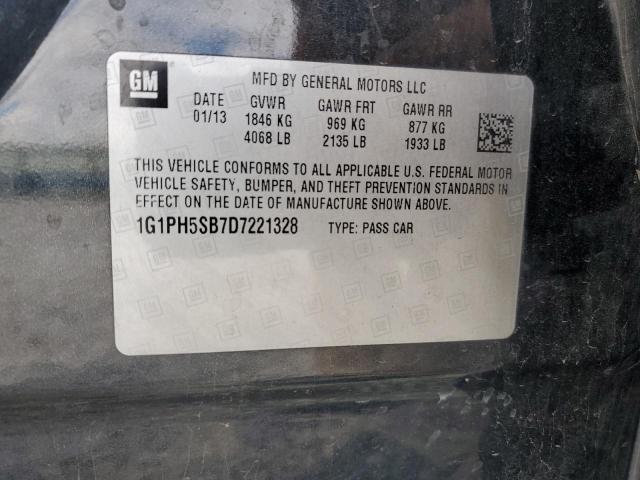 GM
MFD BY GENERAL MOTORS LLC
DATE GVWR GAWR FRT GAWR RR
01/13 1846 KG 969 KG 877 KG
4068 LB 2135 LB 1933 LB
THIS VEHICLE CONFORMS TO ALL APPLICABLE U.S. FEDERAL MOTOR
VEHICLE SAFETY, BUMPER, AND THEFT PREVENTION STANDARDS IN
EFFECT ON THE DATE OF MANUFACTURE SHOWN ABOVE.
1G1PH5SB7D7221328 TYPE: PASS CAR